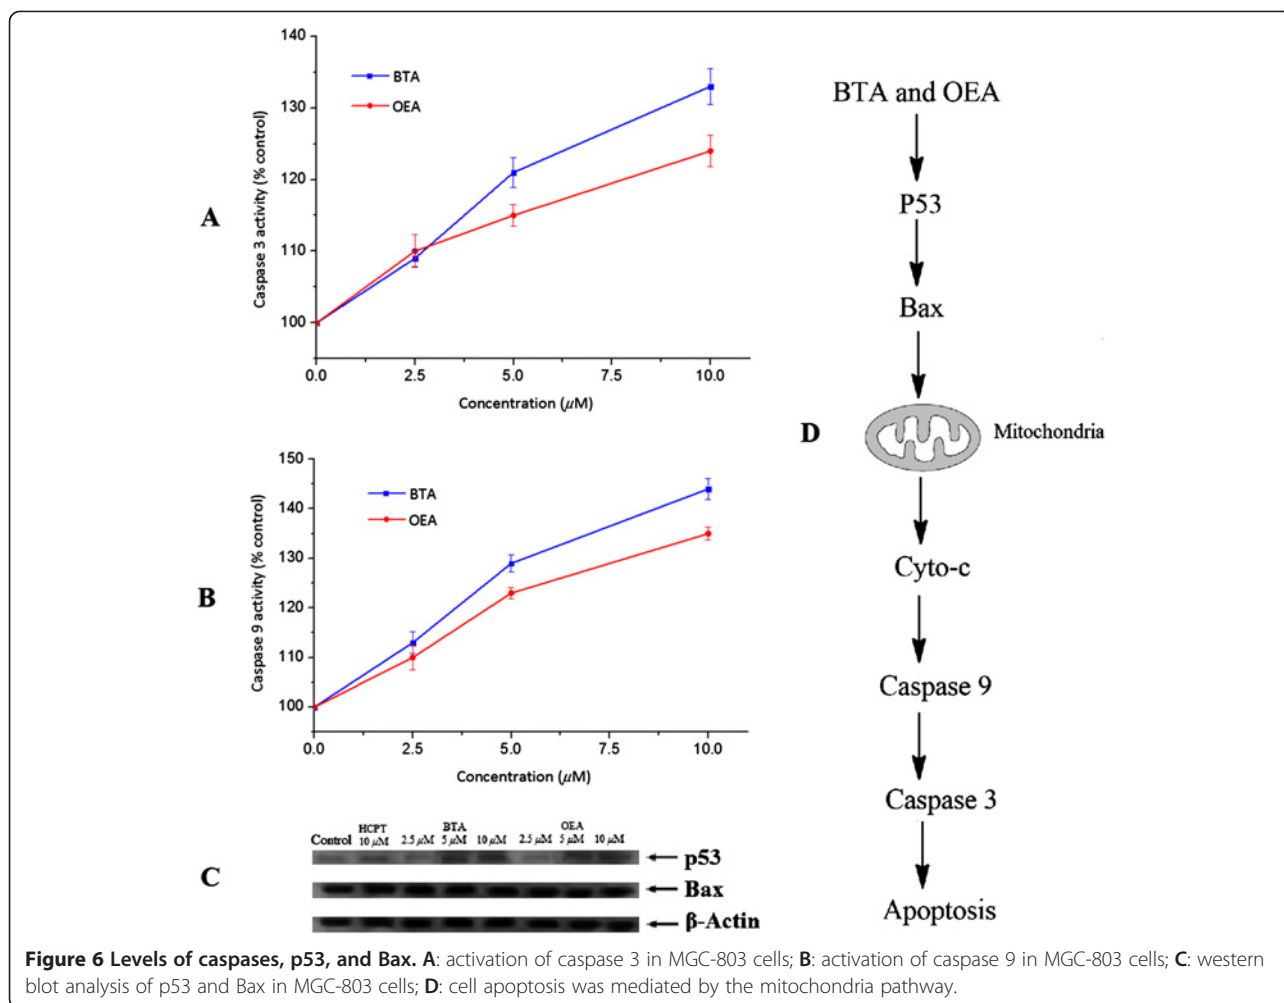 140
130
120
110
100
Caspase 3 activity (% control)
BTA
OEA
A
0.0 2.5 5.0 7.5 10.0
Concentration (μM)
150
140
130
120
110
100
Caspase 9 activity (% control)
BTA
OEA
B
0.0 2.5 5.0 7.5 10.0
Concentration (μM)
HCPT BTA OEA
Control 10 μM 2.5 μM 5 μM 10 μM 2.5 μM 5 μM 10 μM
C
p53
Bax
β-Actin
D
BTA and OEA
P53
Bax
Mitochondria
Cyto-c
Caspase 9
Caspase 3
Apoptosis
Figure 6 Levels of caspases, p53, and Bax. A: activation of caspase 3 in MGC-803 cells; B: activation of caspase 9 in MGC-803 cells; C: western
blot analysis of p53 and Bax in MGC-803 cells; D: cell apoptosis was mediated by the mitochondria pathway.